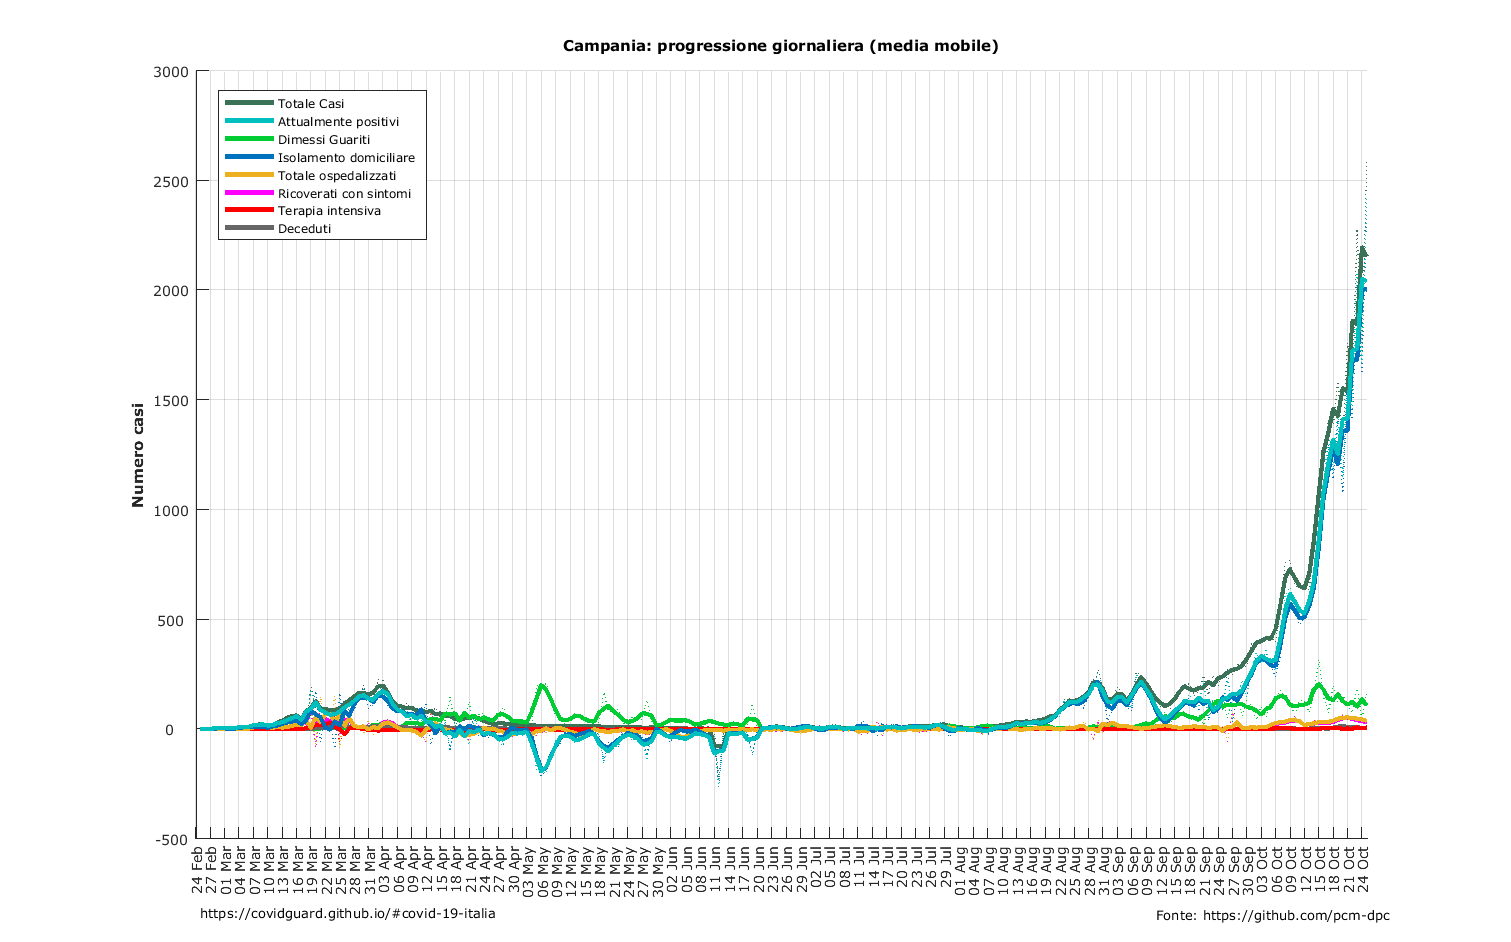 Campania: progressione giornaliera (media mobile)
3000
2500
2000
1500
1000
500
0
-500
Numero casi
Totale Casi
Attualmente positivi
Dimessi Guariti
Isolamento domiciliare
Totale ospedalizzati
Ricoverati con sintomi
Terapia intensiva
Deceduti
24 Feb
27 Feb
01 Mar
04 Mar
07 Mar
10 Mar
13 Mar
16 Mar
19 Mar
22 Mar
25 Mar
28 Mar
31 Mar
03 Apr
06 Apr
09 Apr
12 Apr
15 Apr
18 Apr
21 Apr
24 Apr
27 Apr
30 Apr
03 May
06 May
09 May
12 May
15 May
18 May
21 May
24 May
27 May
30 May
02 Jun
05 Jun
08 Jun
11 Jun
14 Jun
17 Jun
20 Jun
23 Jun
26 Jun
29 Jun
02 Jul
05 Jul
08 Jul
11 Jul
14 Jul
17 Jul
20 Jul
23 Jul
26 Jul
29 Jul
01 Aug
04 Aug
07 Aug
10 Aug
13 Aug
16 Aug
19 Aug
22 Aug
25 Aug
28 Aug
31 Aug
03 Sep
06 Sep
09 Sep
12 Sep
15 Sep
18 Sep
21 Sep
24 Sep
27 Sep
30 Sep
03 Oct
06 Oct
09 Oct
12 Oct
15 Oct
18 Oct
21 Oct
24 Oct
https://covidguard.github.io/#covid-19-italia
Fonte: https://github.com/pcm-dpc